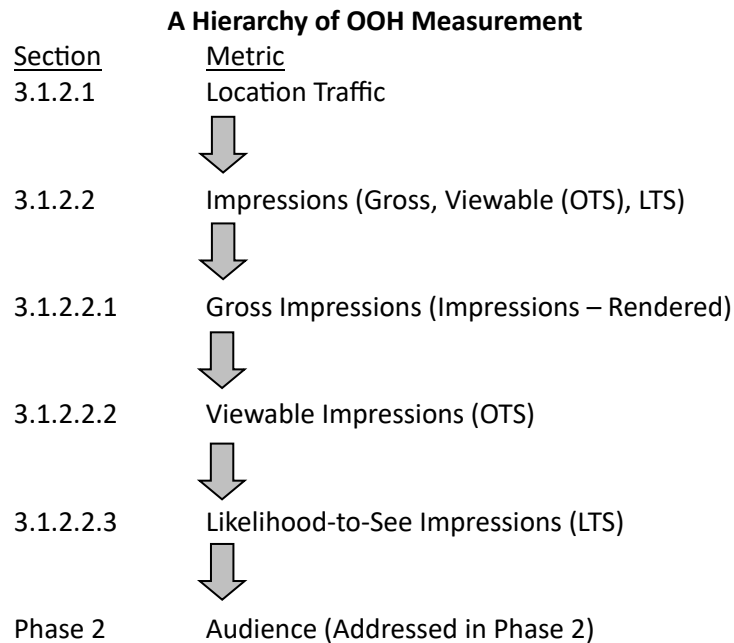 A Hierarchy of OOH Measurement
Section Metric
3.1.2.1 Location Traffic
3.1.2.2 Impressions (Gross, Viewable (OTS), LTS)
3.1.2.2.1 Gross Impressions (Impressions – Rendered)
3.1.2.2.2 Viewable Impressions (OTS)
3.1.2.2.3 Likelihood-to-See Impressions (LTS)
Phase 2 Audience (Addressed in Phase 2)